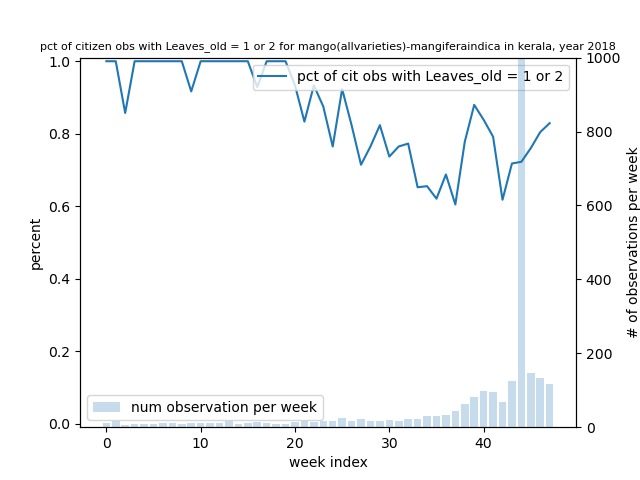 pct of citizen obs with Leaves_old = 1 or 2 for mango(allvarieties)-mangiferaindica in kerala, year 2018
pct of cit obs with Leaves_old = 1 or 2
1.0
0.8
0.6
0.4
0.2
0.0
percent
1000
800
600
400
200
0
# of observations per week
num observation per week
0
10
20
30
40
week index